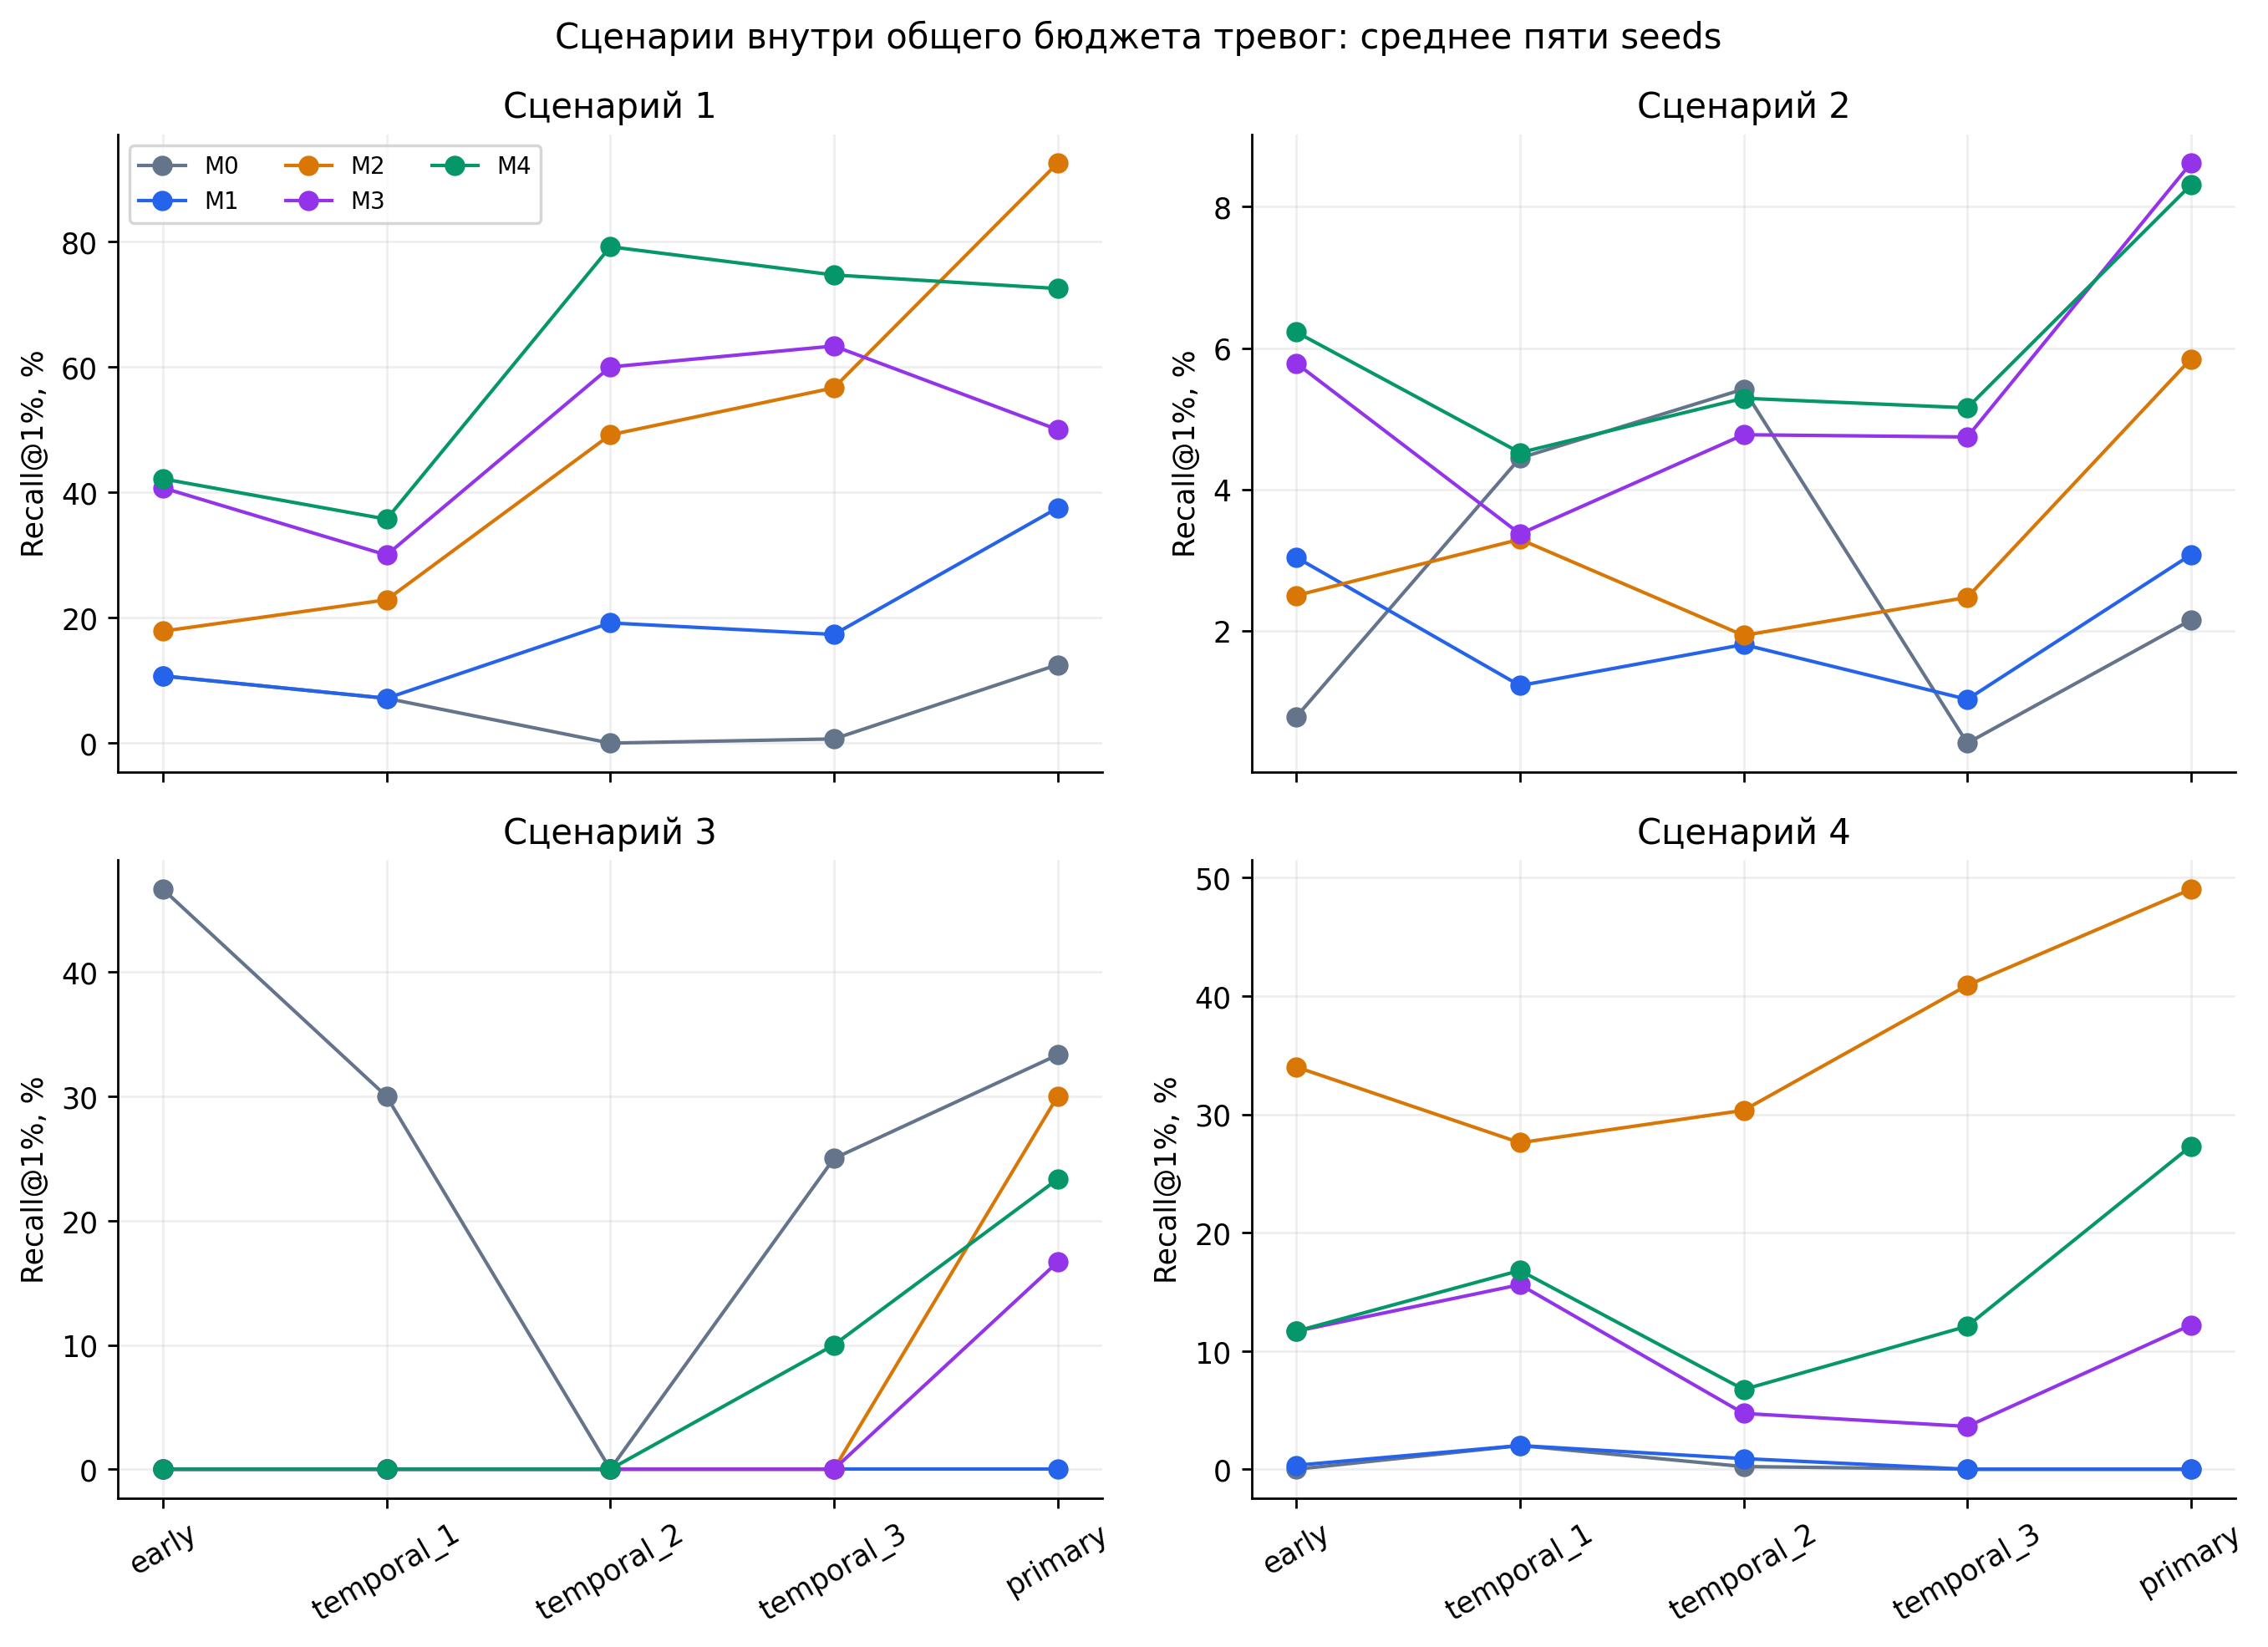 Сценарии внутри общего бюджета тревог: среднее пяти seeds
Сценарий 1
M0 M2 M4
M1 M3
Recall@1%, %
80
60
40
20
0
Сценарий 2
Recall@1%, %
8
6
4
2
Сценарий 3
Recall@1%, %
40
30
20
10
0
early temporal_1 temporal_2 temporal_3 primary
Сценарий 4
Recall@1%, %
50
40
30
20
10
0
early temporal_1 temporal_2 temporal_3 primary